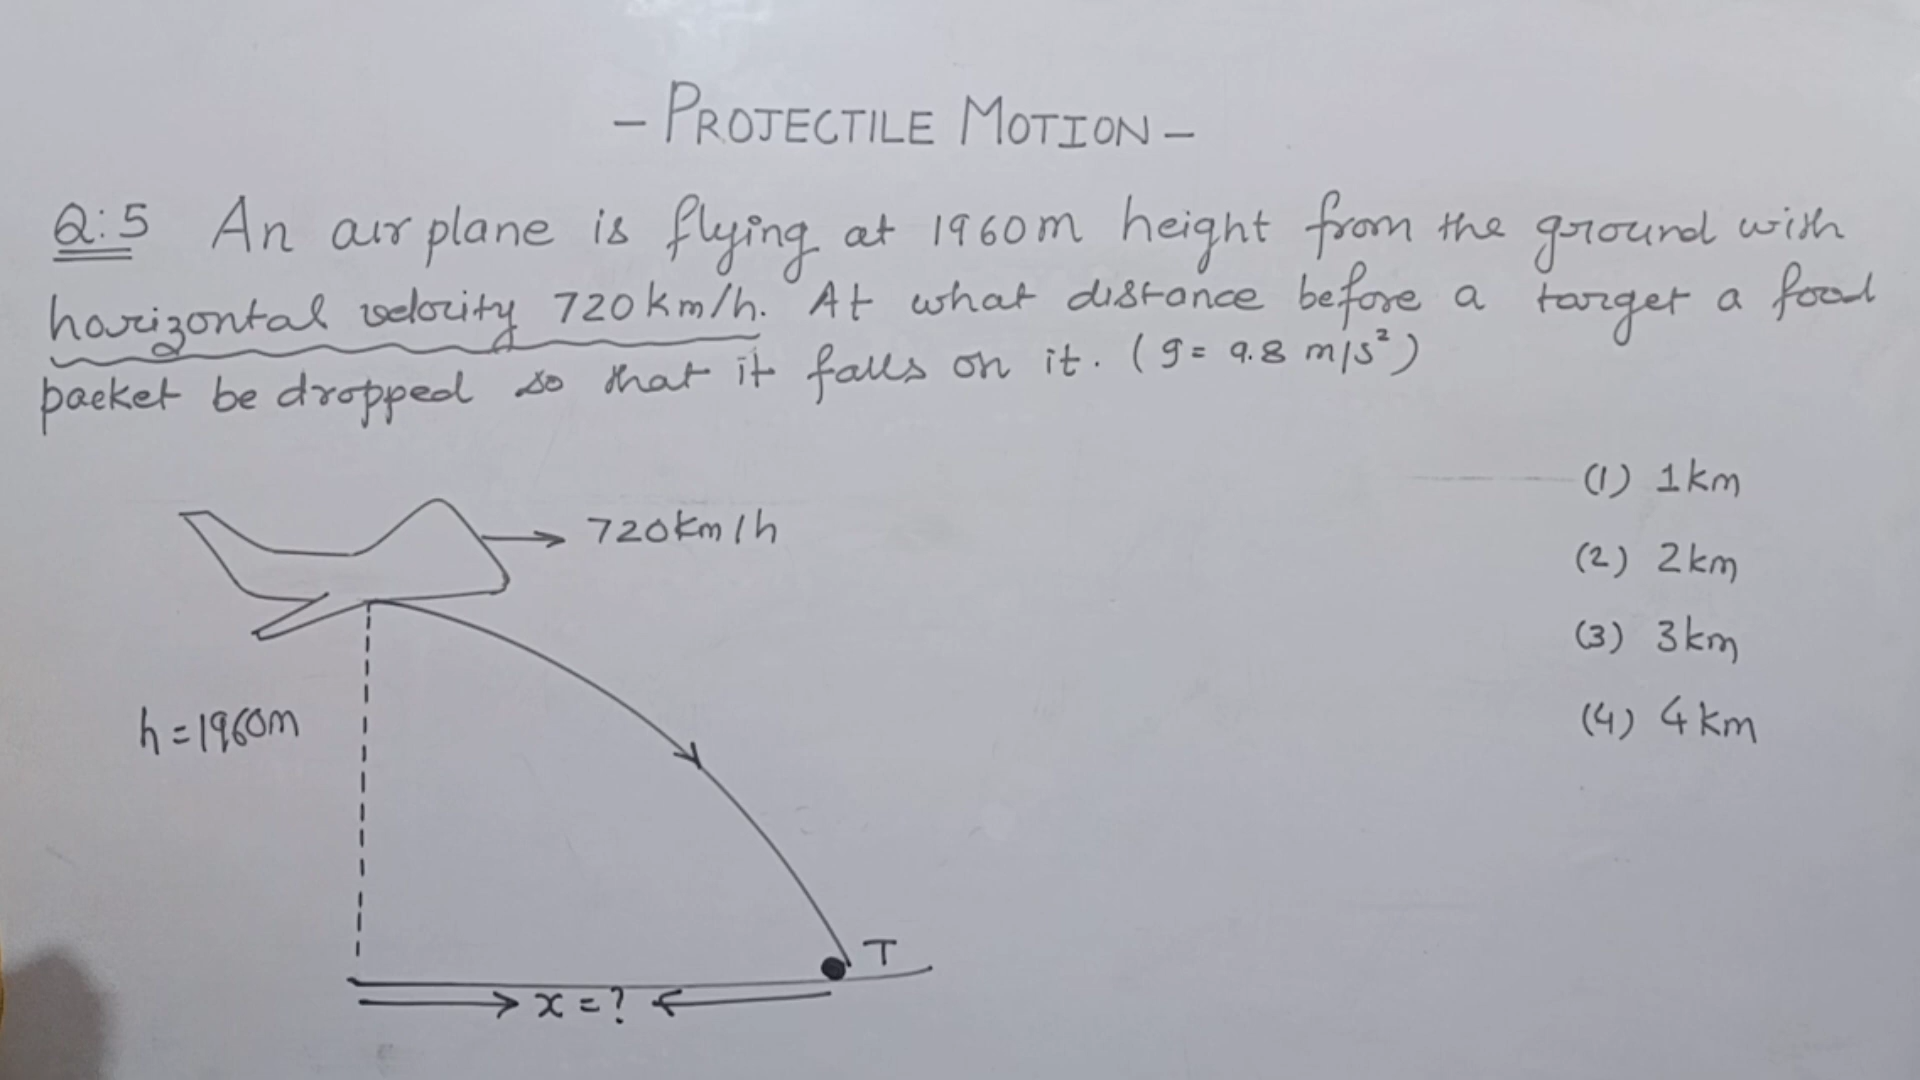 - PROJECTILE MOTION -
Q:5 An air plane is flying at 1960m height from the ground with
horizontal velocity 720 km/h. At what distance before a target a food
packet be dropped so that it falls on it. (g = 9.8 m/s²)
(1) 1km
720km/h
(2) 2km
(3) 3km
h = 1960m
(4) 4km
T
x = ?